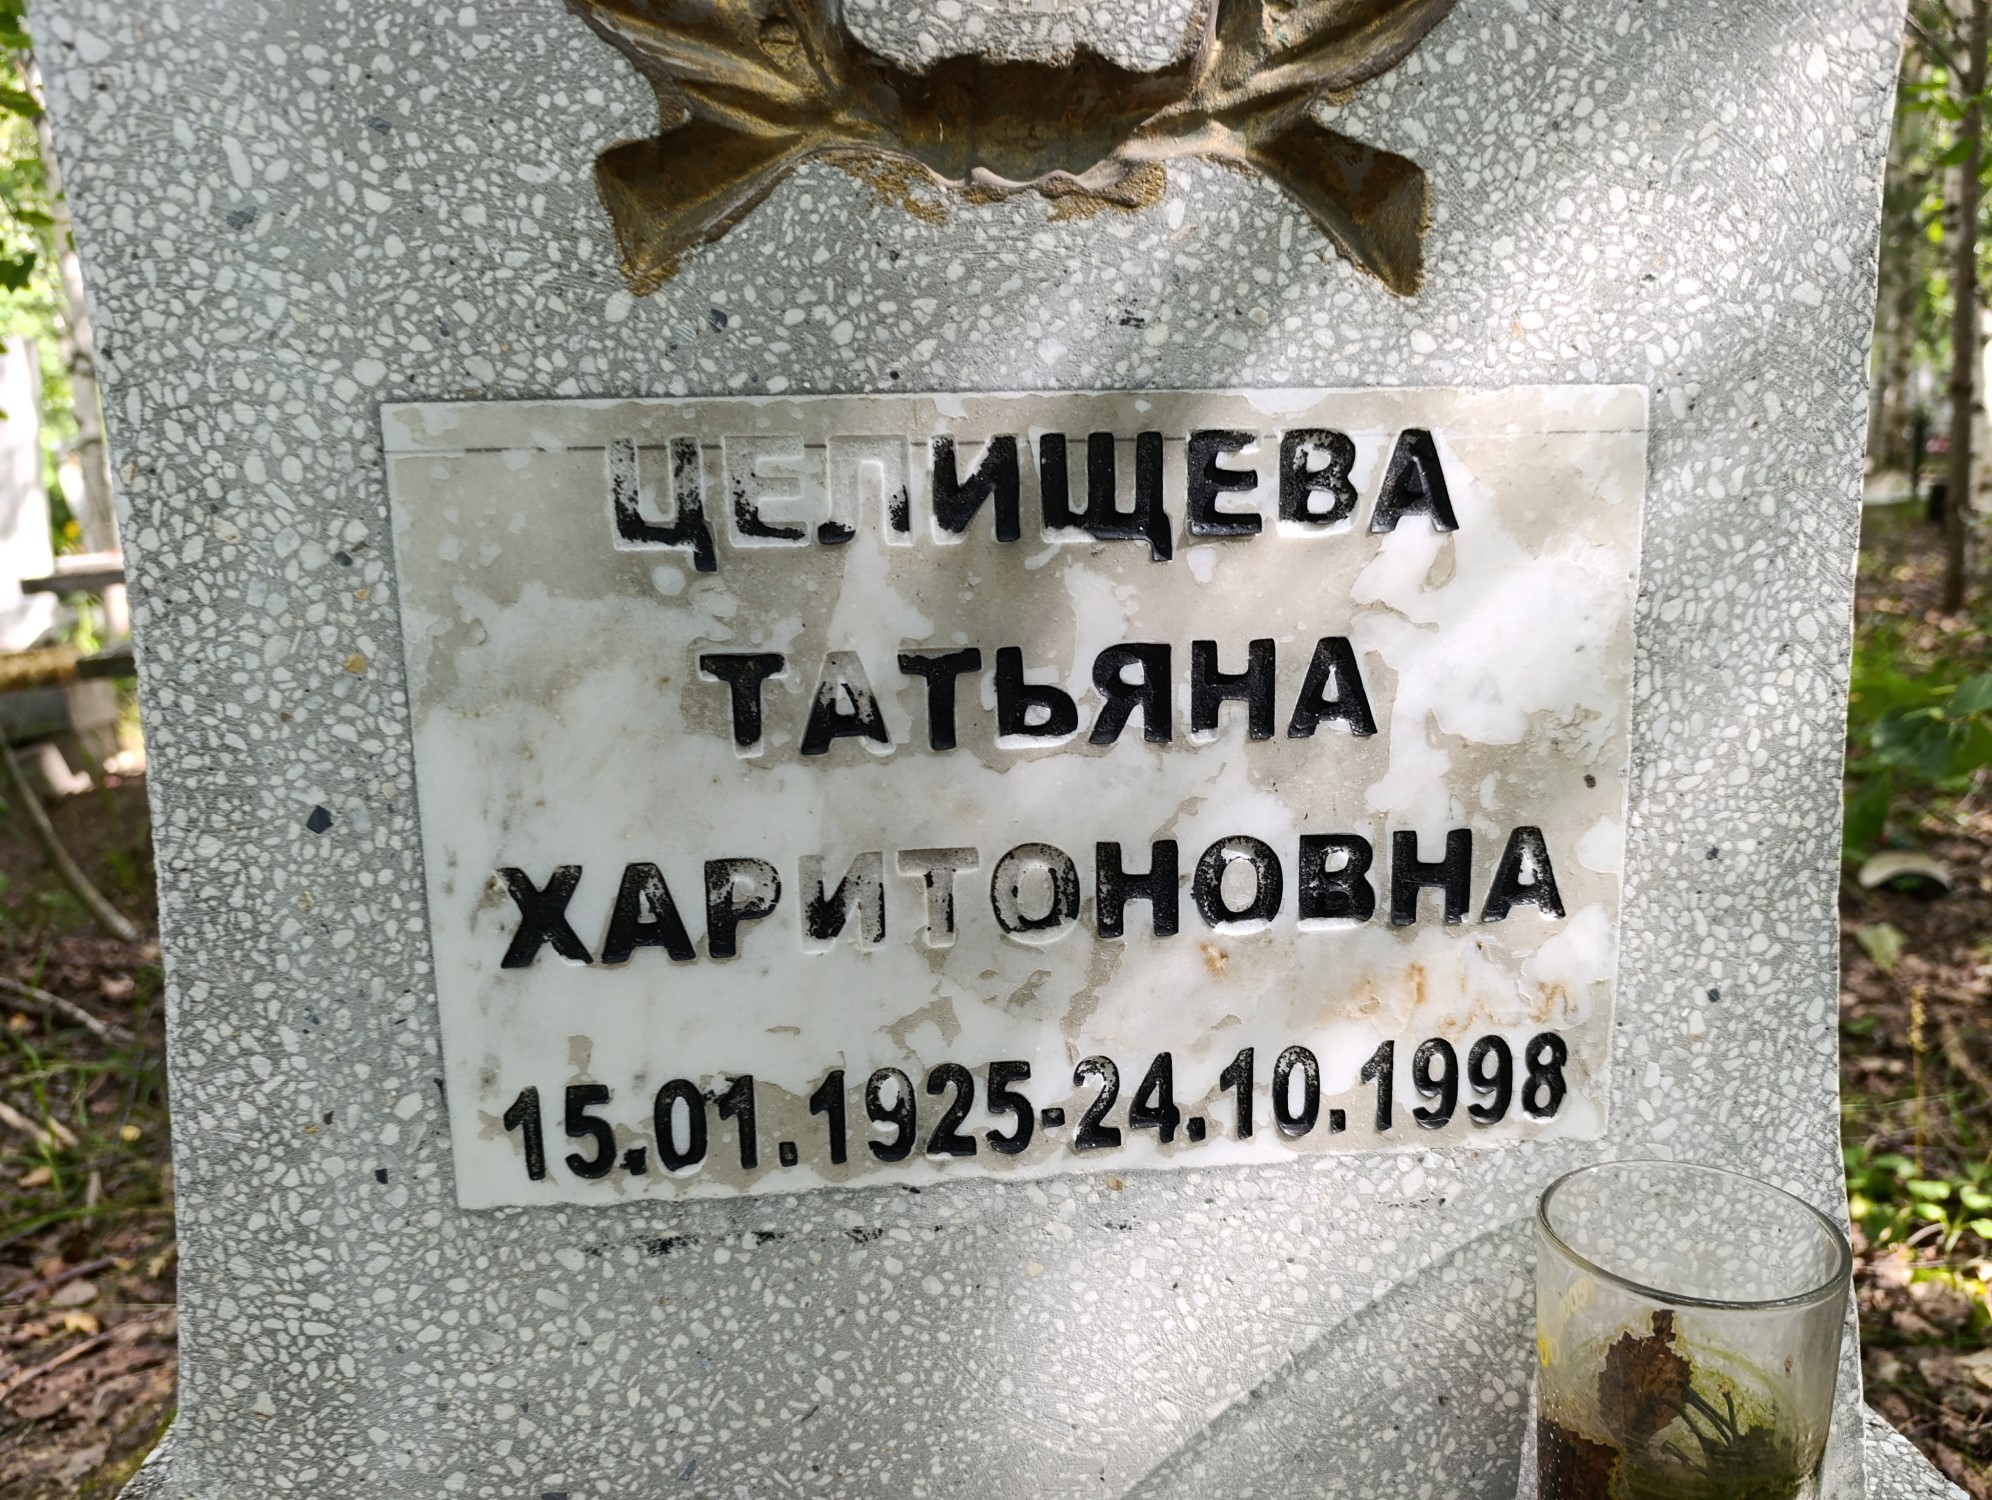 ЦЕЛИЩЕВА
ТАТЬЯНА
ХАРИТОНОВНА
15.01.1925-24.10.1998